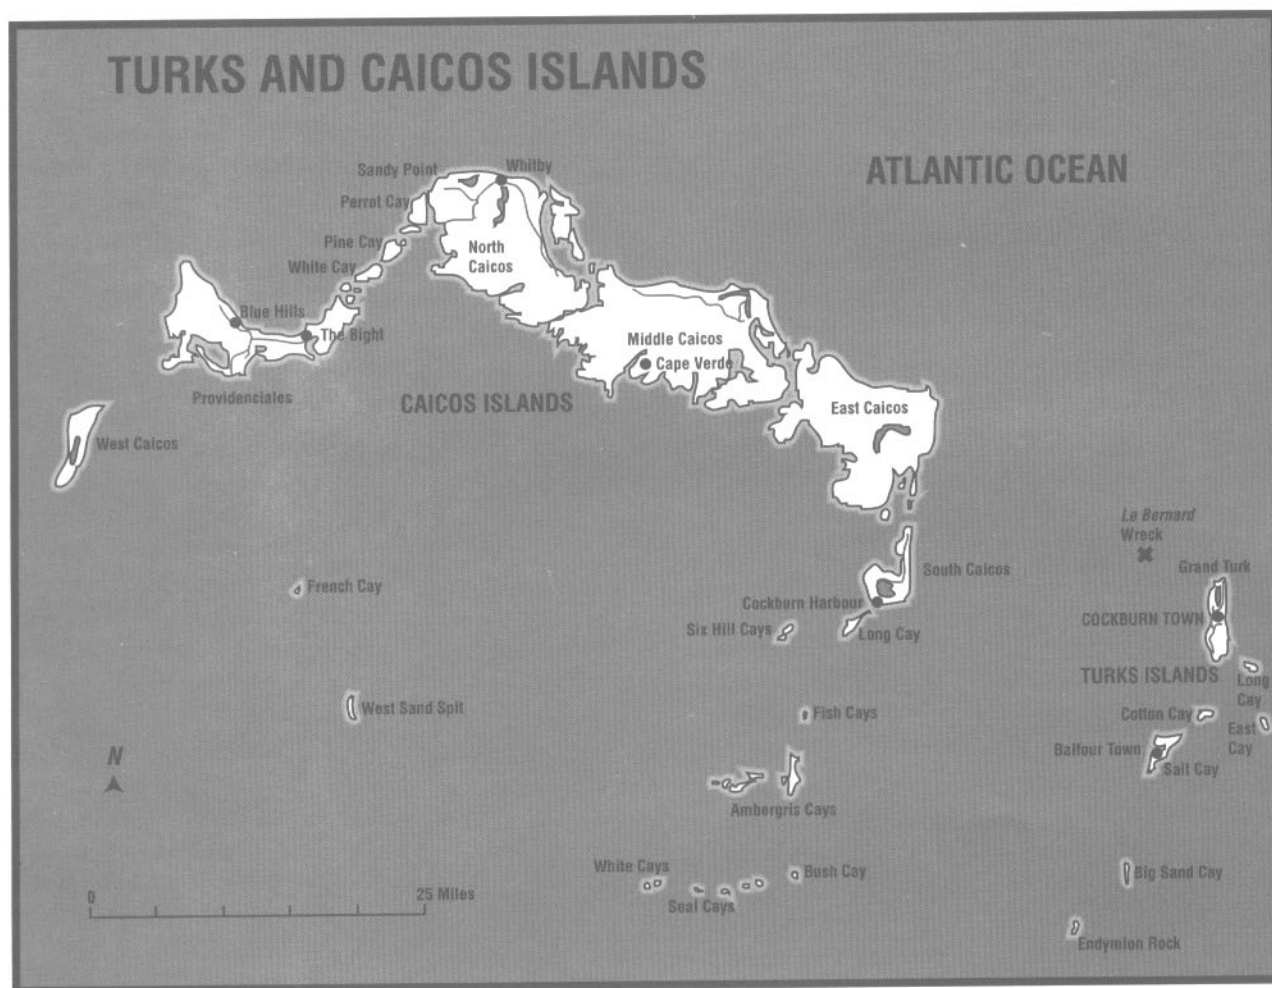 TURKS AND CAICOS ISLANDS
ATLANTIC OCEAN
Sandy Point
Whilby
Perrot Cay
Pine Cay
North
Caicos
White Cay
Blue Hills
The Bight
Middle Caicos
Cape Verde
Providenciales
CAICOS ISLANDS
East Caicos
West Caicos
Le Bernard
Wreck
Grand Turk
South Caicos
French Cay
Cockburn Harbour
COCKBURN TOWN
Six Hill Cays
Long Cay
TURKS ISLANDS
Long
Cay
West Sand Spit
Fish Cays
Cotton Cay
East
Cay
Balfour Town
Salt Cay
N
Ambergris Cays
White Cays
Bush Cay
Big Sand Cay
0
25 Miles
Seal Cays
Endymion Rock